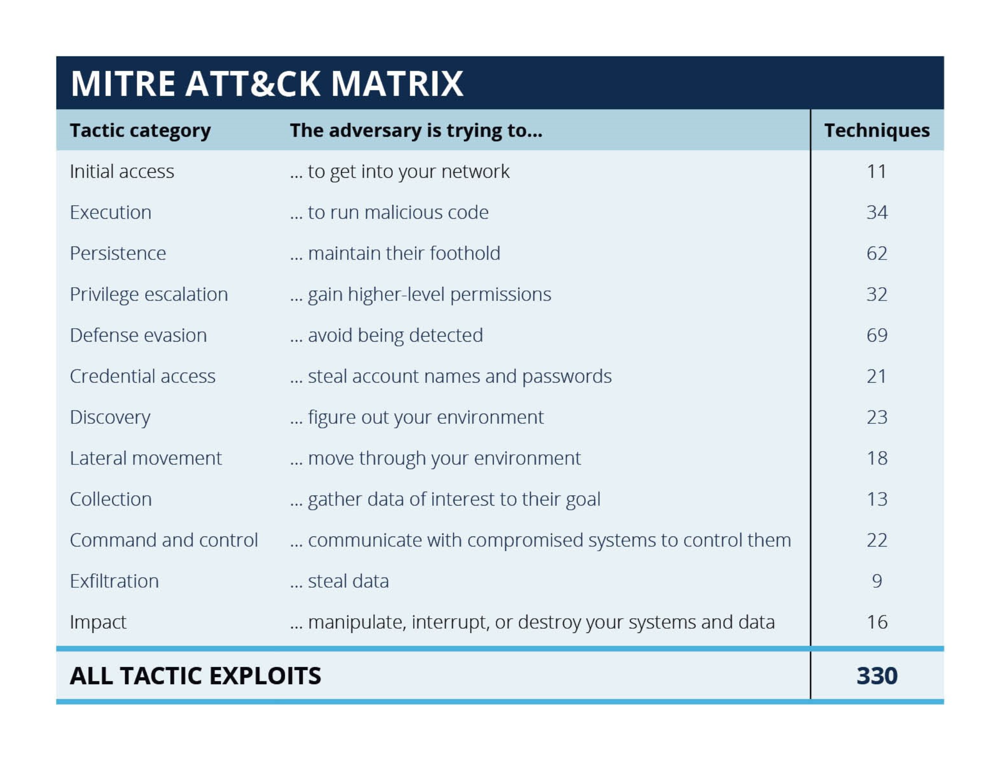 MITRE ATT&CK MATRIX
Tactic category The adversary is trying to... Techniques
Initial access ... to get into your network 11
Execution ... to run malicious code 34
Persistence ... maintain their foothold 62
Privilege escalation ... gain higher-level permissions 32
Defense evasion ... avoid being detected 69
Credential access ... steal account names and passwords 21
Discovery ... figure out your environment 23
Lateral movement ... move through your environment 18
Collection ... gather data of interest to their goal 13
Command and control ... communicate with compromised systems to control them 22
Exfiltration ... steal data 9
Impact ... manipulate, interrupt, or destroy your systems and data 16
ALL TACTIC EXPLOITS 330